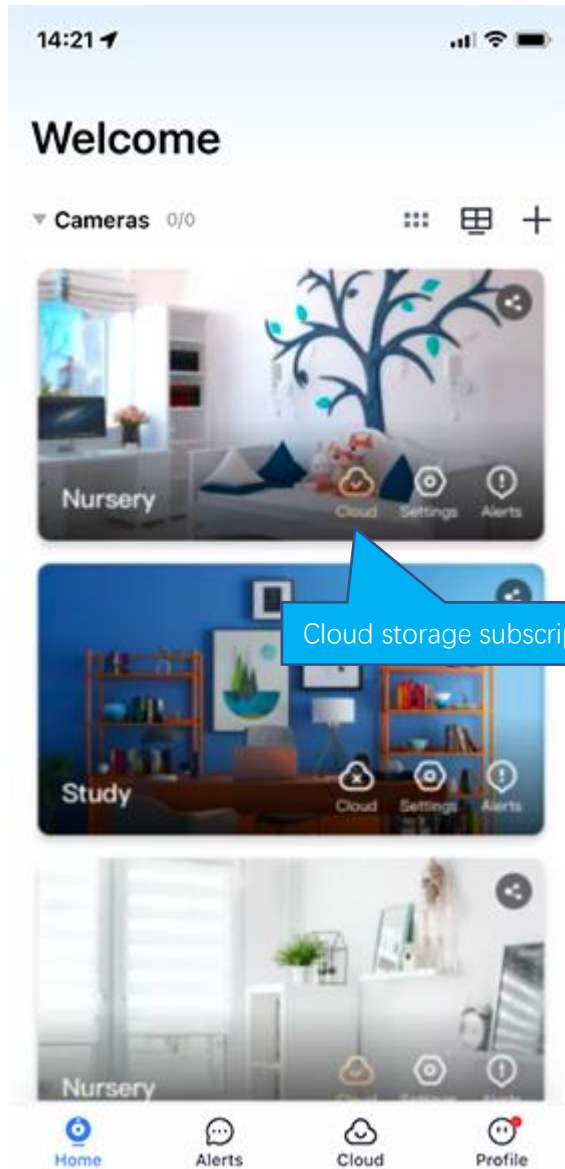 14:21
Welcome
Cameras 0/0
Nursery
Cloud Settings Alerts
Cloud storage
Study
Cloud Settings Alerts
Nursery
Home Alerts Cloud Profile